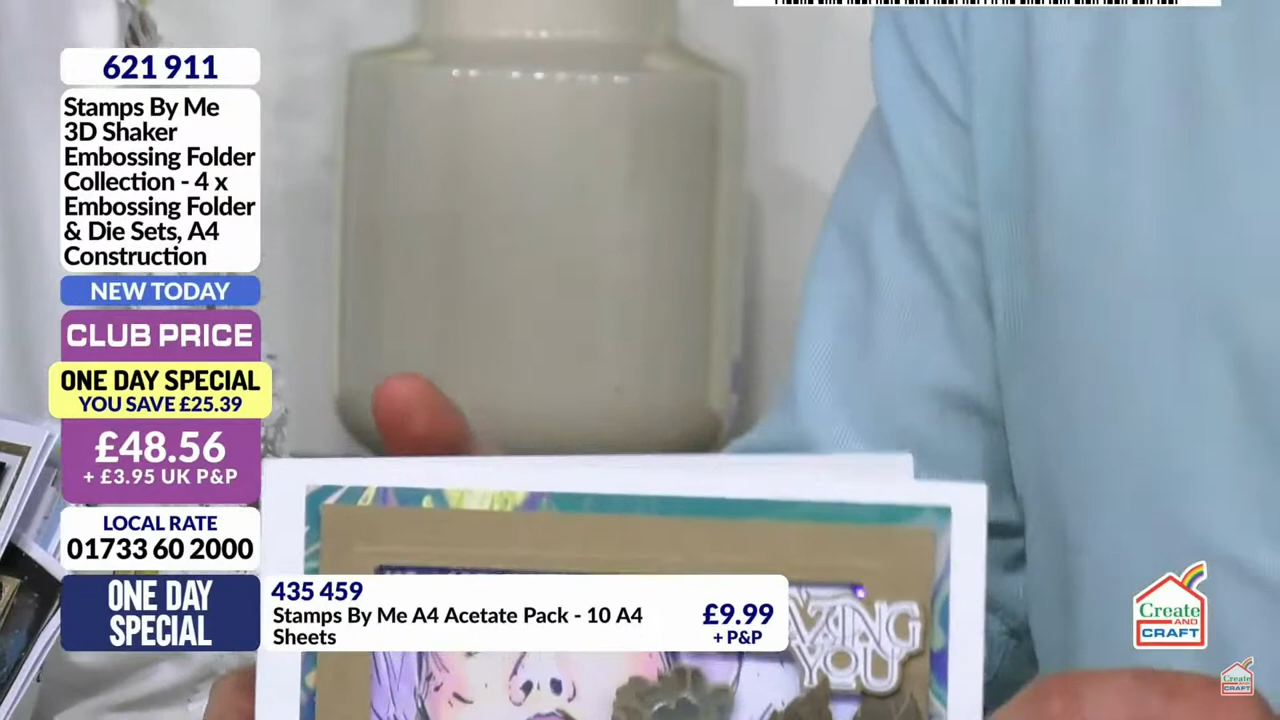 621 911
Stamps By Me
3D Shaker
Embossing Folder
Collection - 4 x
Embossing Folder
& Die Sets, A4
Construction
NEW TODAY
CLUB PRICE
ONE DAY SPECIAL
YOU SAVE £25.39
£48.56
+ £3.95 UK P&P
LOCAL RATE
01733 60 2000
ONE DAY
SPECIAL
435 459
Stamps By Me A4 Acetate Pack - 10 A4
Sheets
£9.99
+ P&P
YOU
Create
AND
CRAFT
Create
AND
CRAFT